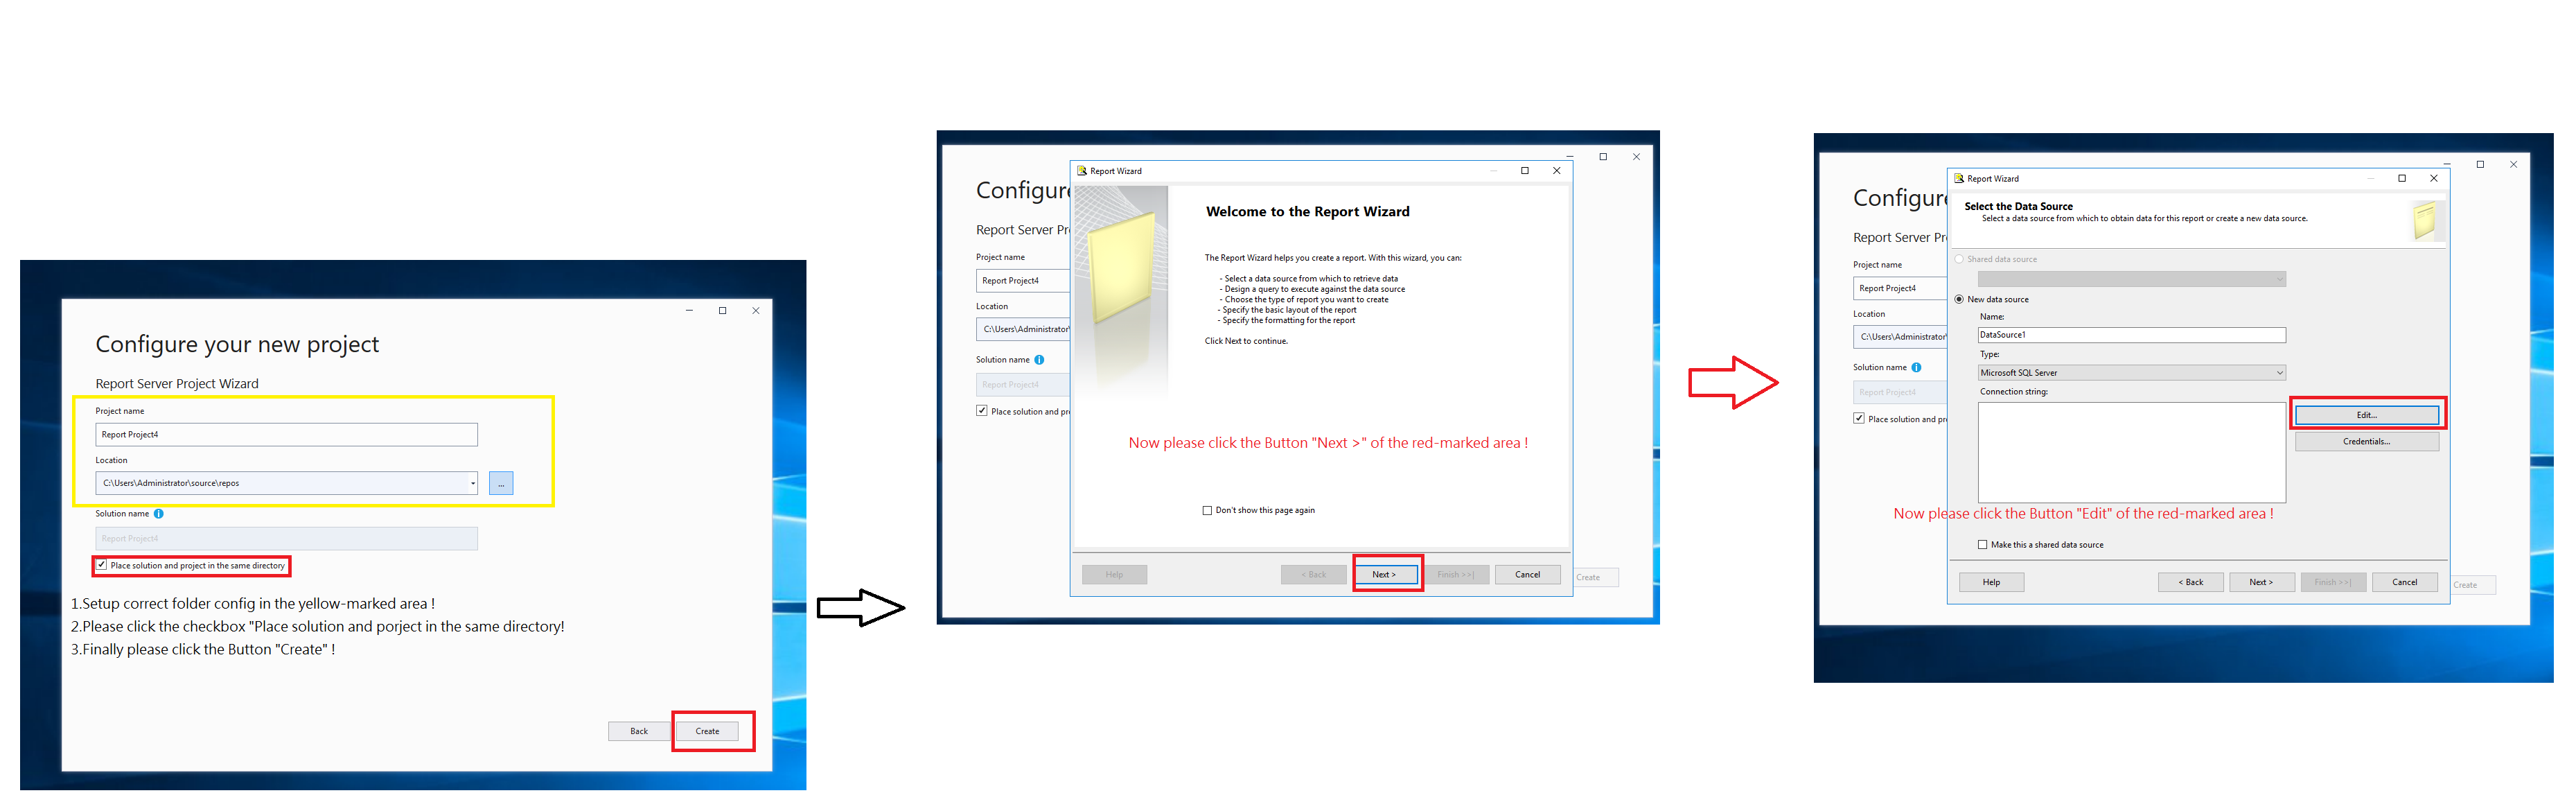 Configure your new project
Report Server Project Wizard
Project name
Report Project4
Location
C:\Users\Administrator\source\repos
...
Solution name
Report Project4
Place solution and project in the same directory
1.Setup correct folder config in the yellow-marked area !
2.Please click the checkbox "Place solution and porject in the same directory!
3.Finally please click the Button "Create" !
Back
Create
Configure
Report Server Pr
Project name
Report Project4
Location
C:\Users\Administrator\
Solution name
Report Project4
Place solution and pr
Report Wizard
Welcome to the Report Wizard
The Report Wizard helps you create a report. With this wizard, you can:
- Select a data source from which to retrieve data
- Design a query to execute against the data source
- Choose the type of report you want to create
- Specify the basic layout of the report
- Specify the formatting for the report
Click Next to continue.
Now please click the Button "Next >" of the red-marked area !
Don't show this page again
Help
< Back
Next >
Finish >>|
Cancel
Create
Configure
Report Server Pr
Project name
Report Project4
Location
C:\Users\Administrator\
Solution name
Report Project4
Place solution and pr
Report Wizard
Select the Data Source
Select a data source from which to obtain data for this report or create a new data source.
Shared data source
New data source
Name:
DataSource1
Type:
Microsoft SQL Server
Connection string:
Edit...
Credentials...
Now please click the Button "Edit" of the red-marked area !
Make this a shared data source
Help
< Back
Next >
Finish >>|
Cancel
Create